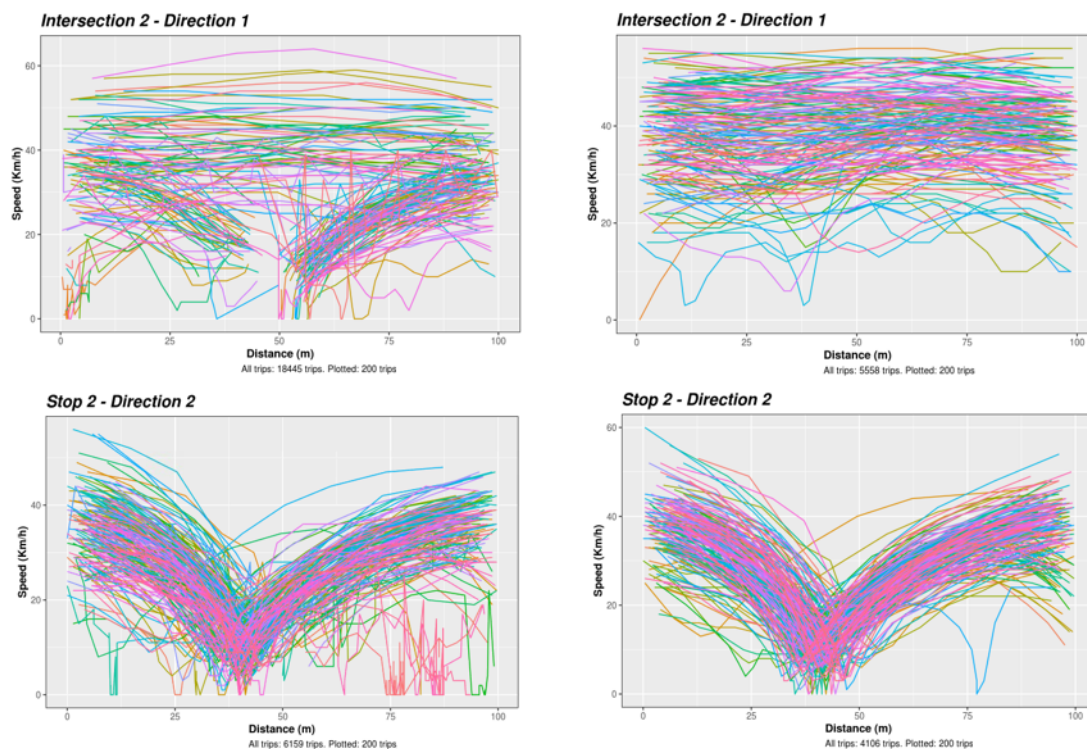 Intersection 2 - Direction 1
Speed (Km/h)
60
40
20
0
0 25 50 75 100
Distance (m)
All trips: 18445 trips. Plotted: 200 trips
Intersection 2 - Direction 1
Speed (Km/h)
40
20
0
0 25 50 75 100
Distance (m)
All trips: 5558 trips. Plotted: 200 trips
Stop 2 - Direction 2
Speed (Km/h)
40
20
0
0 25 50 75 100
Distance (m)
All trips: 6159 trips. Plotted: 200 trips
Stop 2 - Direction 2
Speed (Km/h)
60
40
20
0
0 25 50 75 100
Distance (m)
All trips: 4106 trips. Plotted: 200 trips